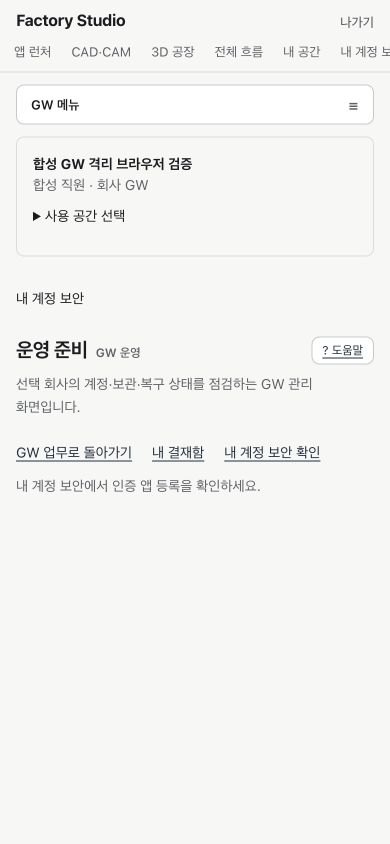 Factory Studio
나가기
앱 런처 CAD·CAM 3D 공장 전체 흐름 내 공간 내 계정 보
GW 메뉴
합성 GW 격리 브라우저 검증
합성 직원 · 회사 GW
▶ 사용 공간 선택
내 계정 보안
운영 준비 GW 운영
? 도움말
선택 회사의 계정·보관·복구 상태를 점검하는 GW 관리
화면입니다.
GW 업무로 돌아가기 내 결재함 내 계정 보안 확인
내 계정 보안에서 인증 앱 등록을 확인하세요.